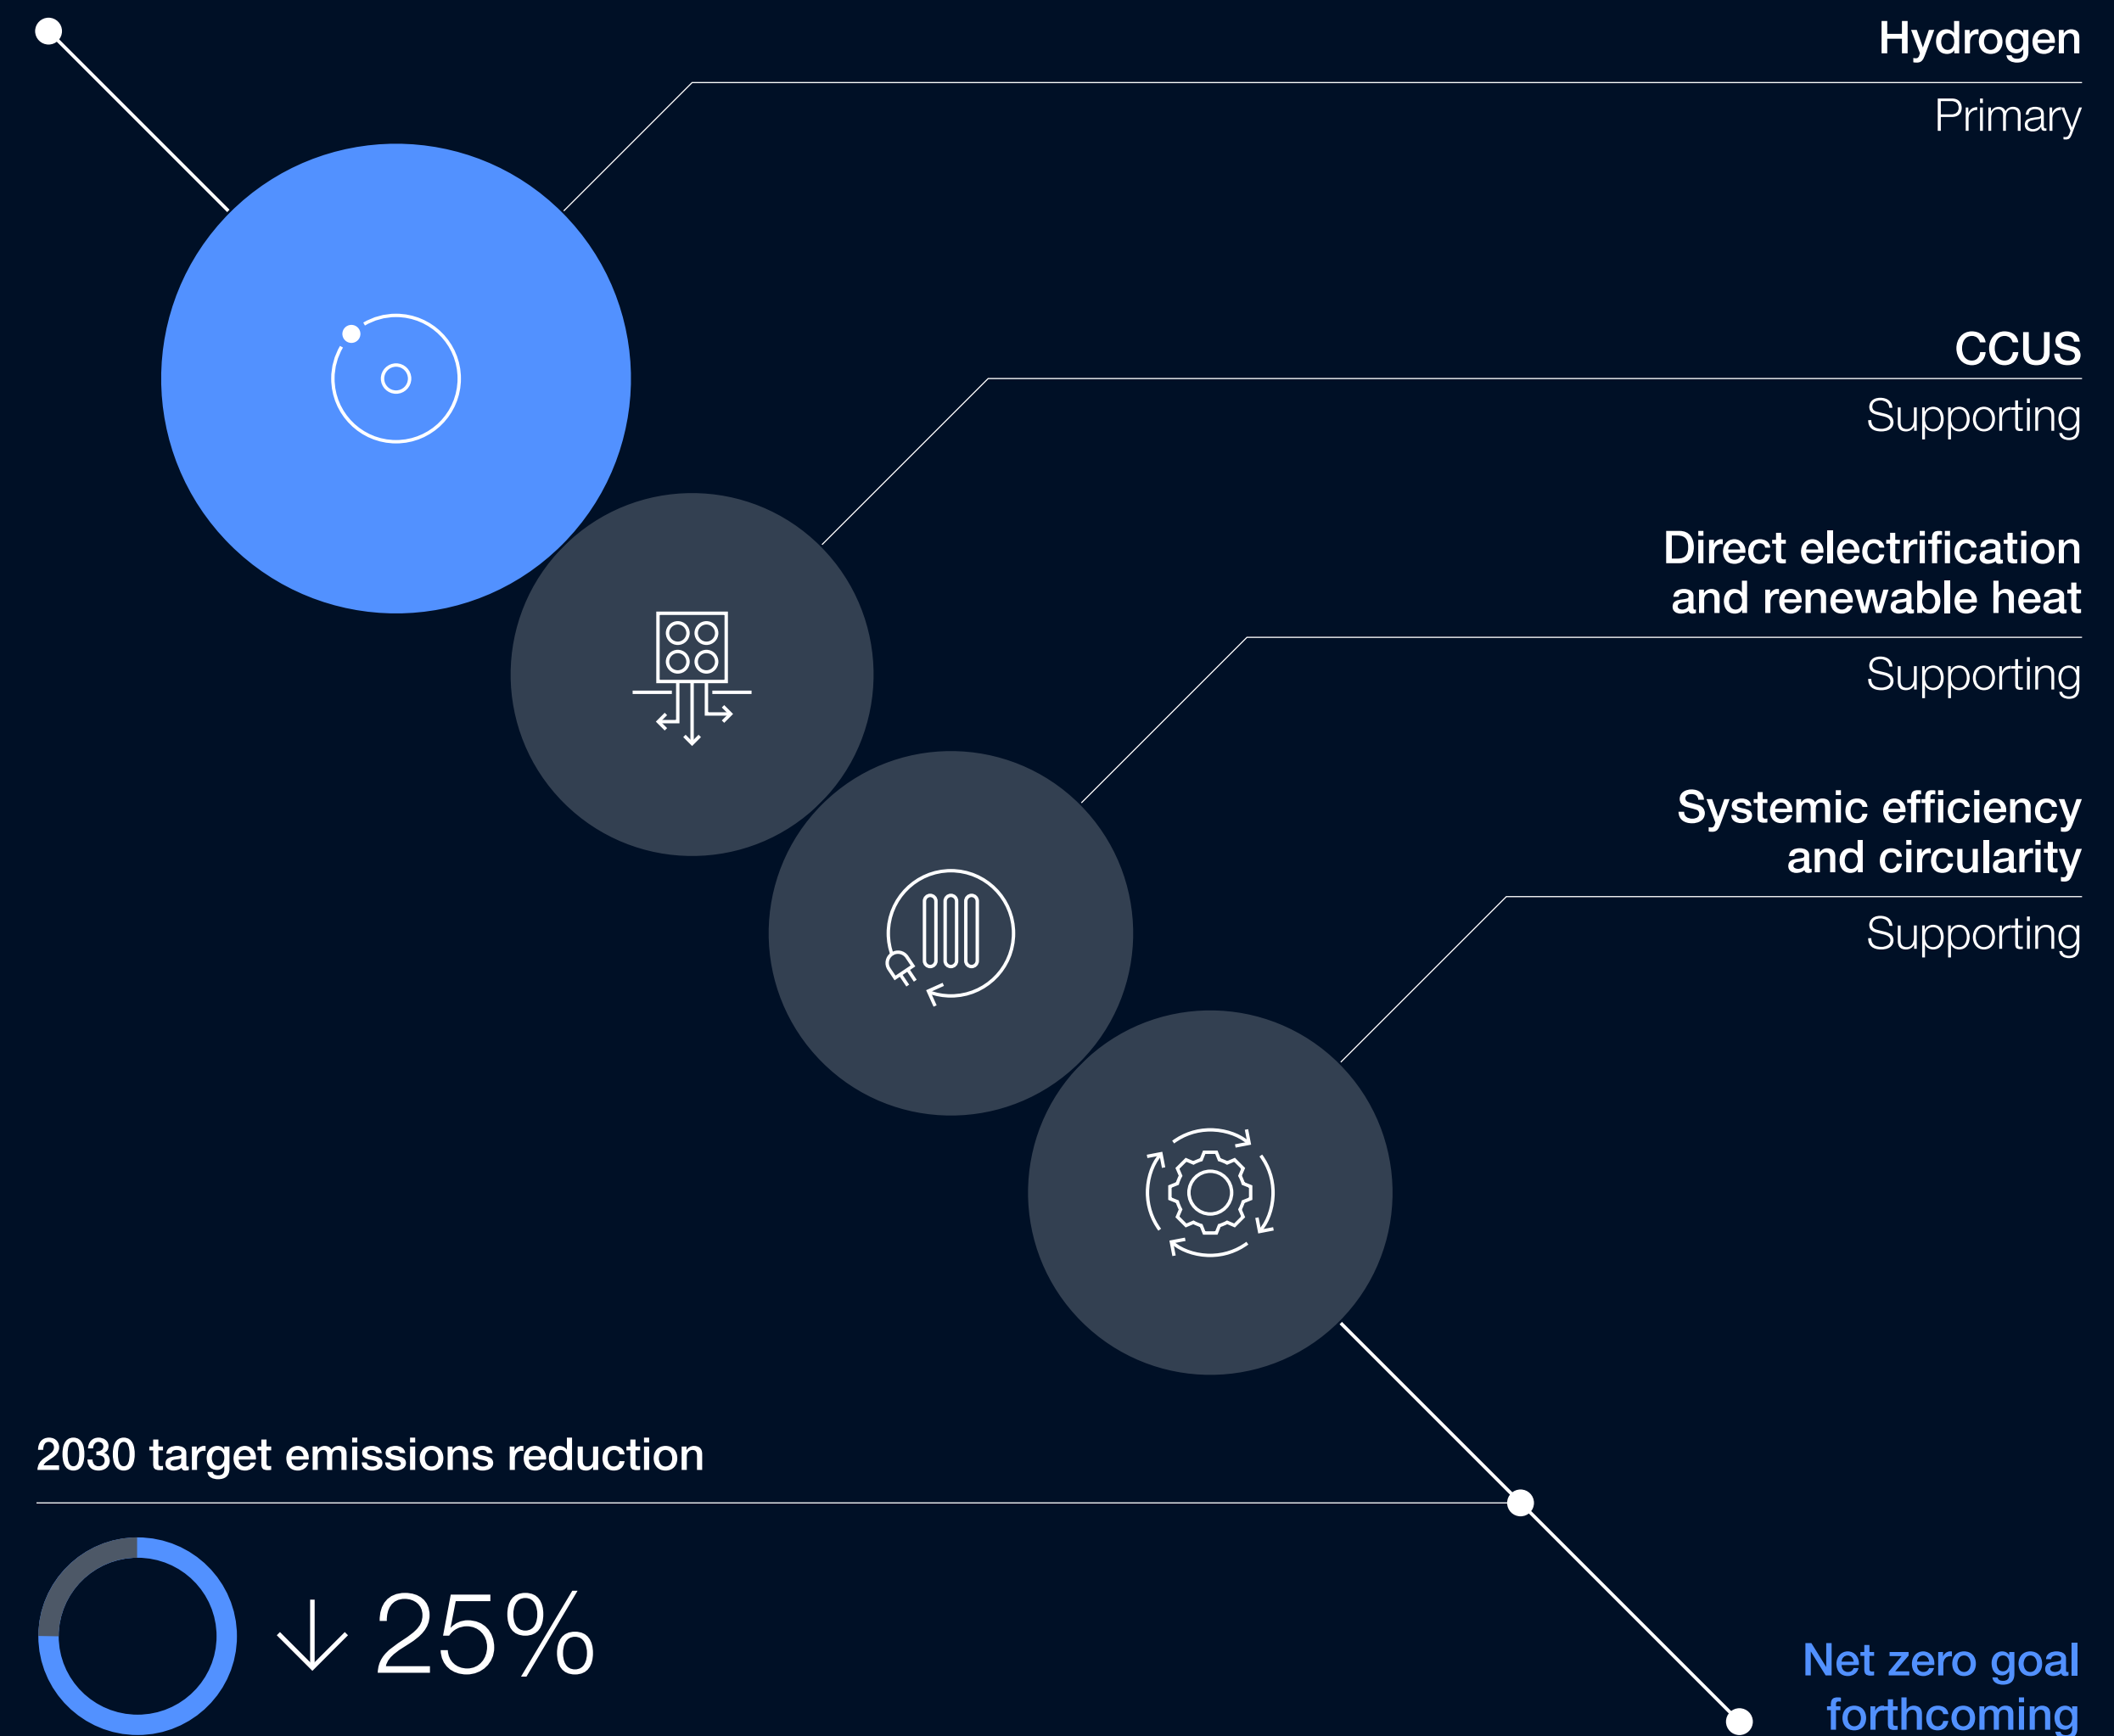 Hydrogen
Primary
CCUS
Supporting
Direct electrification
and renewable heat
Supporting
Systemic efficiency
and circularity
Supporting
2030 target emissions reduction
25%
Net zero goal
forthcoming